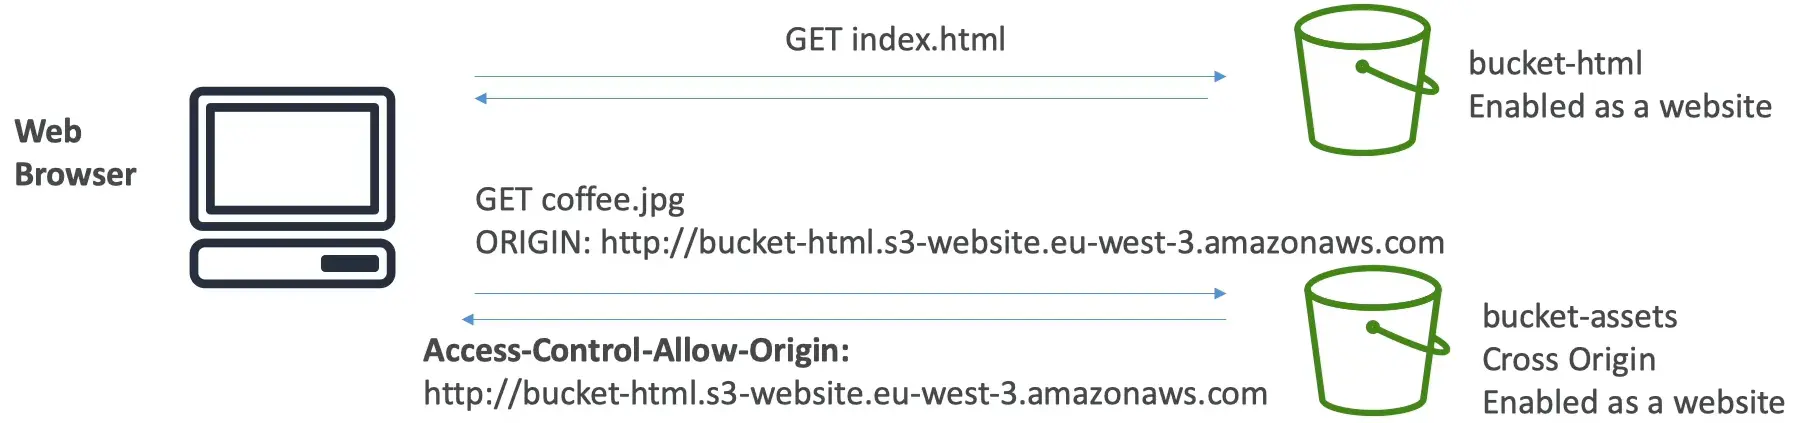 GET index.html
bucket-html
Enabled as a website
Web
Browser
GET coffee.jpg
ORIGIN: http://bucket-html.s3-website.eu-west-3.amazonaws.com
Access-Control-Allow-Origin:
http://bucket-html.s3-website.eu-west-3.amazonaws.com
bucket-assets
Cross Origin
Enabled as a website